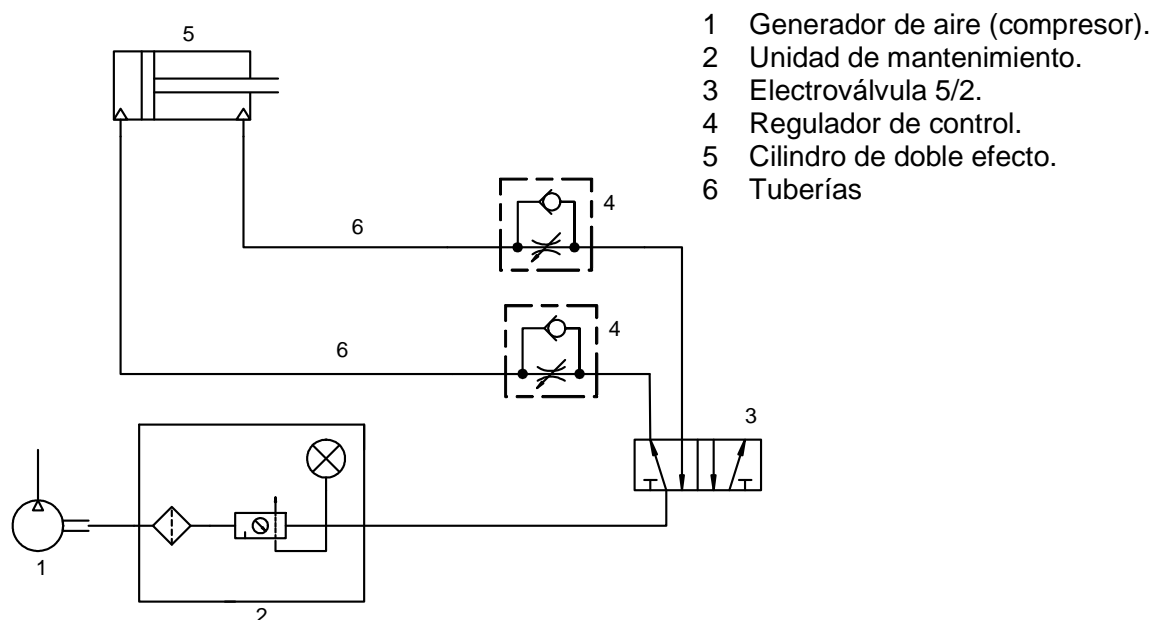 1 Generador de aire (compresor).
2 Unidad de mantenimiento.
3 Electroválvula 5/2.
4 Regulador de control.
5 Cilindro de doble efecto.
6 Tuberías
5
4
6
4
6
3
1
2